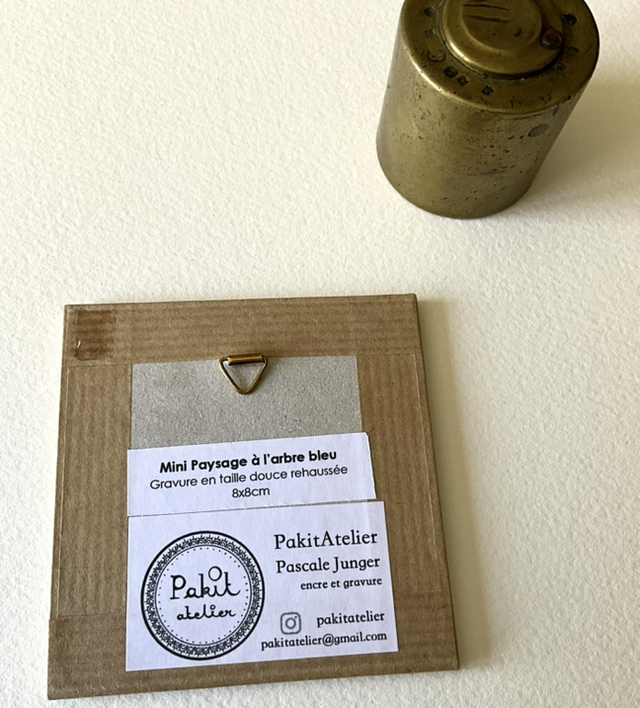 Mini Paysage à l'arbre bleu
Gravure en taille douce rehaussée
8x8cm
Pakit
atelier
PakitAtelier
Pascale Junger
encre et gravure
pakitatelier
pakitatelier@gmail.com